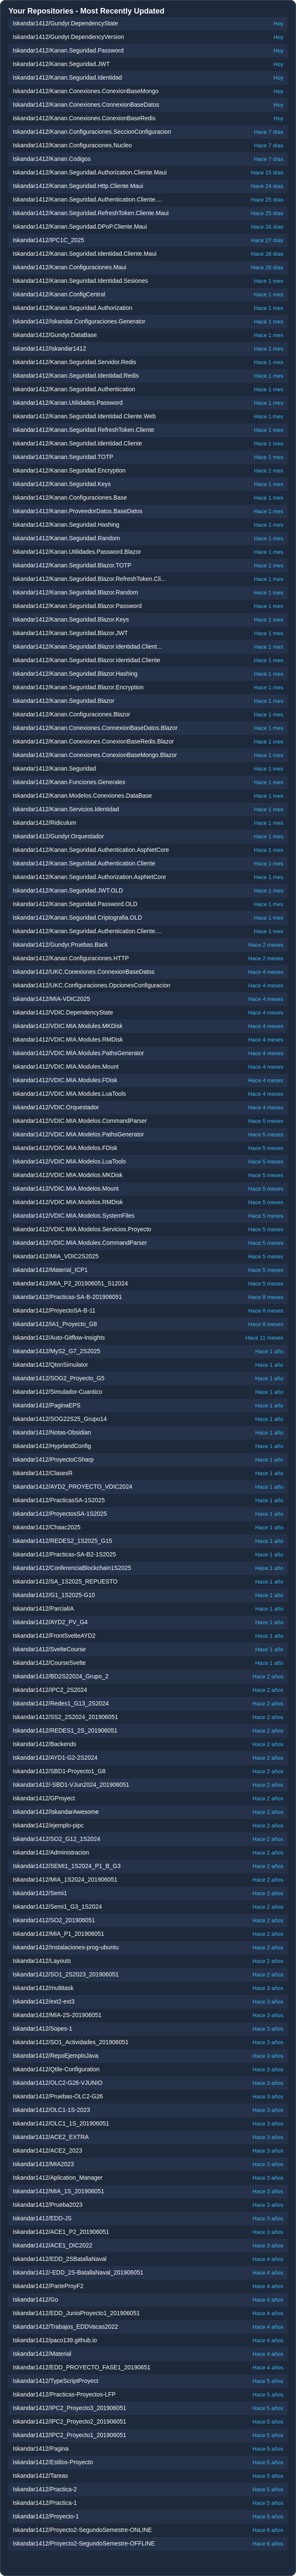 Your Repositories - Most Recently Updated
Iskandar1412/Gundyr.DependencyState Hoy
Iskandar1412/Gundyr.DependencyVersion Hoy
Iskandar1412/Kanan.Seguridad.Password Hoy
Iskandar1412/Kanan.Seguridad.JWT Hoy
Iskandar1412/Kanan.Seguridad.Identidad Hoy
Iskandar1412/Kanan.Conexiones.ConnexionBaseMongo Hoy
Iskandar1412/Kanan.Conexiones.ConnexionBaseDatos Hoy
Iskandar1412/Kanan.Conexiones.ConexionBaseRedis Hoy
Iskandar1412/Kanan.Configuraciones.SeccionConfiguracion Hace 7 días
Iskandar1412/Kanan.Configuraciones.Nucleo Hace 7 días
Iskandar1412/Kanan.Codigos Hace 7 días
Iskandar1412/Kanan.Seguridad.Authorization.Cliente.Maui Hace 15 días
Iskandar1412/Kanan.Seguridad.Http.Cliente.Maui Hace 24 días
Iskandar1412/Kanan.Seguridad.Authentication.Cliente.... Hace 25 días
Iskandar1412/Kanan.Seguridad.RefreshToken.Cliente.Maui Hace 25 días
Iskandar1412/Kanan.Seguridad.DPoP.Cliente.Maui Hace 25 días
Iskandar1412/IPC1C_2025 Hace 27 días
Iskandar1412/Kanan.Seguridad.Identidad.Cliente.Maui Hace 28 días
Iskandar1412/Kanan.Configuraciones.Maui Hace 28 días
Iskandar1412/Kanan.Seguridad.Identidad.Sesiones Hace 1 mes
Iskandar1412/Kanan.ConfigCentral Hace 1 mes
Iskandar1412/Kanan.Seguridad.Authorization Hace 1 mes
Iskandar1412/Iskandar.Configuraciones.Generator Hace 1 mes
Iskandar1412/Gundyr.DataBase Hace 1 mes
Iskandar1412/Iskandar1412 Hace 1 mes
Iskandar1412/Kanan.Seguridad.Servidor.Redis Hace 1 mes
Iskandar1412/Kanan.Seguridad.Identidad.Redis Hace 1 mes
Iskandar1412/Kanan.Seguridad.Authentication Hace 1 mes
Iskandar1412/Kanan.Utilidades.Password Hace 1 mes
Iskandar1412/Kanan.Seguridad.Identidad.Cliente.Web Hace 1 mes
Iskandar1412/Kanan.Seguridad.RefreshToken.Cliente Hace 1 mes
Iskandar1412/Kanan.Seguridad.Identidad.Cliente Hace 1 mes
Iskandar1412/Kanan.Seguridad.TOTP Hace 1 mes
Iskandar1412/Kanan.Seguridad.Encryption Hace 1 mes
Iskandar1412/Kanan.Seguridad.Keys Hace 1 mes
Iskandar1412/Kanan.Configuraciones.Base Hace 1 mes
Iskandar1412/Kanan.ProveedorDatos.BaseDatos Hace 1 mes
Iskandar1412/Kanan.Seguridad.Hashing Hace 1 mes
Iskandar1412/Kanan.Seguridad.Random Hace 1 mes
Iskandar1412/Kanan.Utilidades.Password.Blazor Hace 1 mes
Iskandar1412/Kanan.Seguridad.Blazor.TOTP Hace 1 mes
Iskandar1412/Kanan.Seguridad.Blazor.RefreshToken.Cli... Hace 1 mes
Iskandar1412/Kanan.Seguridad.Blazor.Random Hace 1 mes
Iskandar1412/Kanan.Seguridad.Blazor.Password Hace 1 mes
Iskandar1412/Kanan.Seguridad.Blazor.Keys Hace 1 mes
Iskandar1412/Kanan.Seguridad.Blazor.JWT Hace 1 mes
Iskandar1412/Kanan.Seguridad.Blazor.Identidad.Client... Hace 1 mes
Iskandar1412/Kanan.Seguridad.Blazor.Identidad.Cliente Hace 1 mes
Iskandar1412/Kanan.Seguridad.Blazor.Hashing Hace 1 mes
Iskandar1412/Kanan.Seguridad.Blazor.Encryption Hace 1 mes
Iskandar1412/Kanan.Seguridad.Blazor Hace 1 mes
Iskandar1412/Kanan.Configuraciones.Blazor Hace 1 mes
Iskandar1412/Kanan.Conexiones.ConnexionBaseDatos.Blazor Hace 1 mes
Iskandar1412/Kanan.Conexiones.ConexionBaseRedis.Blazor Hace 1 mes
Iskandar1412/Kanan.Conexiones.ConexionBaseMongo.Blazor Hace 1 mes
Iskandar1412/Kanan.Seguridad Hace 1 mes
Iskandar1412/Kanan.Funciones.Generales Hace 1 mes
Iskandar1412/Kanan.Modelos.Conexiones.DataBase Hace 1 mes
Iskandar1412/Kanan.Servicios.Identidad Hace 1 mes
Iskandar1412/Ridiculum Hace 1 mes
Iskandar1412/Gundyr.Orquestador Hace 1 mes
Iskandar1412/Kanan.Seguridad.Authentication.AspNetCore Hace 1 mes
Iskandar1412/Kanan.Seguridad.Authentication.Cliente Hace 1 mes
Iskandar1412/Kanan.Seguridad.Authorization.AspNetCore Hace 1 mes
Iskandar1412/Kanan.Seguridad.JWT.OLD Hace 1 mes
Iskandar1412/Kanan.Seguridad.Password.OLD Hace 1 mes
Iskandar1412/Kanan.Seguridad.Criptografia.OLD Hace 1 mes
Iskandar1412/Kanan.Seguridad.Authentication.Cliente.... Hace 1 mes
Iskandar1412/Gundyr.Pruebas.Back Hace 2 meses
Iskandar1412/Kanan.Configuraciones.HTTP Hace 2 meses
Iskandar1412/UKC.Conexiones.ConnexionBaseDatos Hace 4 meses
Iskandar1412/UKC.Configuraciones.OpcionesConfiguracion Hace 4 meses
Iskandar1412/MIA-VDIC2025 Hace 4 meses
Iskandar1412/VDIC.DependencyState Hace 4 meses
Iskandar1412/VDIC.MIA.Modules.MKDisk Hace 4 meses
Iskandar1412/VDIC.MIA.Modules.RMDisk Hace 4 meses
Iskandar1412/VDIC.MIA.Modules.PathsGenerator Hace 4 meses
Iskandar1412/VDIC.MIA.Modules.Mount Hace 4 meses
Iskandar1412/VDIC.MIA.Modules.FDisk Hace 4 meses
Iskandar1412/VDIC.MIA.Modules.LuaTools Hace 4 meses
Iskandar1412/VDIC.Orquestador Hace 4 meses
Iskandar1412/VDIC.MIA.Modelos.CommandParser Hace 5 meses
Iskandar1412/VDIC.MIA.Modelos.PathsGenerator Hace 5 meses
Iskandar1412/VDIC.MIA.Modelos.FDisk Hace 5 meses
Iskandar1412/VDIC.MIA.Modelos.LuaTools Hace 5 meses
Iskandar1412/VDIC.MIA.Modelos.MKDisk Hace 5 meses
Iskandar1412/VDIC.MIA.Modelos.Mount Hace 5 meses
Iskandar1412/VDIC.MIA.Modelos.RMDisk Hace 5 meses
Iskandar1412/VDIC.MIA.Modelos.SystemFiles Hace 5 meses
Iskandar1412/VDIC.MIA.Modelos.Servicios.Proyecto Hace 5 meses
Iskandar1412/VDIC.MIA.Modules.CommandParser Hace 5 meses
Iskandar1412/MIA_VDIC2S2025 Hace 5 meses
Iskandar1412/Material_ICP1 Hace 5 meses
Iskandar1412/MIA_P2_201906051_S12024 Hace 5 meses
Iskandar1412/Practicas-SA-B-201906051 Hace 8 meses
Iskandar1412/ProyectoSA-B-11 Hace 8 meses
Iskandar1412/IA1_Proyecto_G8 Hace 8 meses
Iskandar1412/Auto-Gitflow-Insights Hace 11 meses
Iskandar1412/MyS2_G7_2S2025 Hace 1 año
Iskandar1412/QtonSimulator Hace 1 año
Iskandar1412/SOG2_Proyecto_G5 Hace 1 año
Iskandar1412/Simulador-Cuantico Hace 1 año
Iskandar1412/PaginaEPS Hace 1 año
Iskandar1412/SOG22S25_Grupo14 Hace 1 año
Iskandar1412/Notas-Obsidian Hace 1 año
Iskandar1412/HyprlandConfig Hace 1 año
Iskandar1412/ProyectoCSharp Hace 1 año
Iskandar1412/ClasesR Hace 1 año
Iskandar1412/AYD2_PROYECTO_VDIC2024 Hace 1 año
Iskandar1412/PracticasSA-1S2025 Hace 1 año
Iskandar1412/ProyectosSA-1S2025 Hace 1 año
Iskandar1412/Chaac2025 Hace 1 año
Iskandar1412/REDES2_1S2025_G15 Hace 1 año
Iskandar1412/Practicas-SA-B2-1S2025 Hace 1 año
Iskandar1412/ConferenciaBlockchain1S2025 Hace 1 año
Iskandar1412/SA_1S2025_REPUESTO Hace 1 año
Iskandar1412/G1_1S2025-G10 Hace 1 año
Iskandar1412/ParcialIA Hace 1 año
Iskandar1412/AYD2_PV_G4 Hace 1 año
Iskandar1412/FrontSvelteAYD2 Hace 1 año
Iskandar1412/SvelteCourse Hace 1 año
Iskandar1412/CourseSvelte Hace 1 año
Iskandar1412/BD2S22024_Grupo_2 Hace 2 años
Iskandar1412/IPC2_2S2024 Hace 2 años
Iskandar1412/Redes1_G13_2S2024 Hace 2 años
Iskandar1412/SS2_2S2024_201906051 Hace 2 años
Iskandar1412/REDES1_2S_201906051 Hace 2 años
Iskandar1412/Backends Hace 2 años
Iskandar1412/AYD1-G2-2S2024 Hace 2 años
Iskandar1412/SBD1-Proyecto1_G8 Hace 2 años
Iskandar1412/-SBD1-VJun2024_201906051 Hace 2 años
Iskandar1412/GProyect Hace 2 años
Iskandar1412/IskandarAwesome Hace 2 años
Iskandar1412/ejemplo-pipc Hace 2 años
Iskandar1412/SO2_G12_1S2024 Hace 2 años
Iskandar1412/Administracion Hace 2 años
Iskandar1412/SEMI1_1S2024_P1_B_G3 Hace 2 años
Iskandar1412/MIA_1S2024_201906051 Hace 2 años
Iskandar1412/Semi1 Hace 2 años
Iskandar1412/Semi1_G3_1S2024 Hace 2 años
Iskandar1412/SO2_201906051 Hace 2 años
Iskandar1412/MIA_P1_201906051 Hace 2 años
Iskandar1412/Instalaciones-prog-ubuntu Hace 2 años
Iskandar1412/Layouts Hace 2 años
Iskandar1412/SO1_2S2023_201906051 Hace 2 años
Iskandar1412/multitask Hace 3 años
Iskandar1412/ext2-ext3 Hace 3 años
Iskandar1412/MIA-2S-201906051 Hace 3 años
Iskandar1412/Sopes-1 Hace 3 años
Iskandar1412/SO1_Actividades_201906051 Hace 3 años
Iskandar1412/RepoEjemploJava Hace 3 años
Iskandar1412/Qtile-Configuration Hace 3 años
Iskandar1412/OLC2-G26-VJUNIO Hace 3 años
Iskandar1412/Pruebas-OLC2-G26 Hace 3 años
Iskandar1412/OLC1-1S-2023 Hace 3 años
Iskandar1412/OLC1_1S_201906051 Hace 3 años
Iskandar1412/ACE2_EXTRA Hace 3 años
Iskandar1412/ACE2_2023 Hace 3 años
Iskandar1412/MIA2023 Hace 3 años
Iskandar1412/Aplication_Manager Hace 3 años
Iskandar1412/MIA_1S_201906051 Hace 3 años
Iskandar1412/Prueba2023 Hace 3 años
Iskandar1412/EDD-JS Hace 3 años
Iskandar1412/ACE1_P2_201906051 Hace 3 años
Iskandar1412/ACE1_DIC2022 Hace 3 años
Iskandar1412/EDD_2SBatallaNaval Hace 4 años
Iskandar1412/-EDD_2S-BatallaNaval_201906051 Hace 4 años
Iskandar1412/ParteProyF2 Hace 4 años
Iskandar1412/Go Hace 4 años
Iskandar1412/EDD_JunioProyecto1_201906051 Hace 4 años
Iskandar1412/Trabajos_EDDVacas2022 Hace 4 años
Iskandar1412/paco139.github.io Hace 4 años
Iskandar1412/Material Hace 4 años
Iskandar1412/EDD_PROYECTO_FASE1_20190651 Hace 4 años
Iskandar1412/TypeScriptProyect Hace 5 años
Iskandar1412/Practicas-Proyectos-LFP Hace 5 años
Iskandar1412/IPC2_Proyecto3_201906051 Hace 5 años
Iskandar1412/IPC2_Proyecto2_201906051 Hace 5 años
Iskandar1412/IPC2_Proyecto1_201906051 Hace 5 años
Iskandar1412/Pagina Hace 5 años
Iskandar1412/Estilos-Proyecto Hace 5 años
Iskandar1412/Tareas Hace 5 años
Iskandar1412/Practica-2 Hace 5 años
Iskandar1412/Practica-1 Hace 5 años
Iskandar1412/Proyecto-1 Hace 5 años
Iskandar1412/Proyecto2-SegundoSemestre-ONLINE Hace 6 años
Iskandar1412/Proyecto2-SegundoSemestre-OFFLINE Hace 6 años